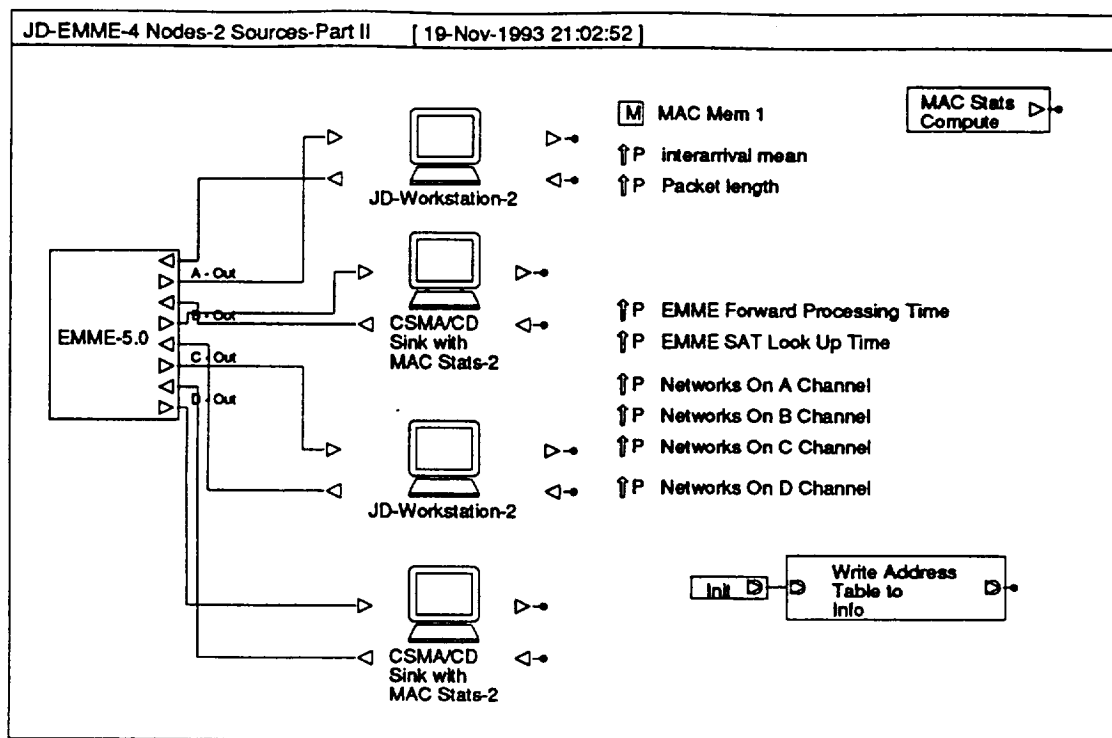 JD-EMME-4 Nodes-2 Sources-Part II [ 19-Nov-1993 21:02:52 ]
MAC Stats
Compute
M MAC Mem 1
P interarrival mean
P Packet length
JD-Workstation-2
A - Out
B - Out
EMME-5.0
C - Out
D - Out
CSMA/CD
Sink with
MAC Stats-2
P EMME Forward Processing Time
P EMME SAT Look Up Time
P Networks On A Channel
P Networks On B Channel
P Networks On C Channel
P Networks On D Channel
JD-Workstation-2
Init
Write Address
Table to
Info
CSMA/CD
Sink with
MAC Stats-2